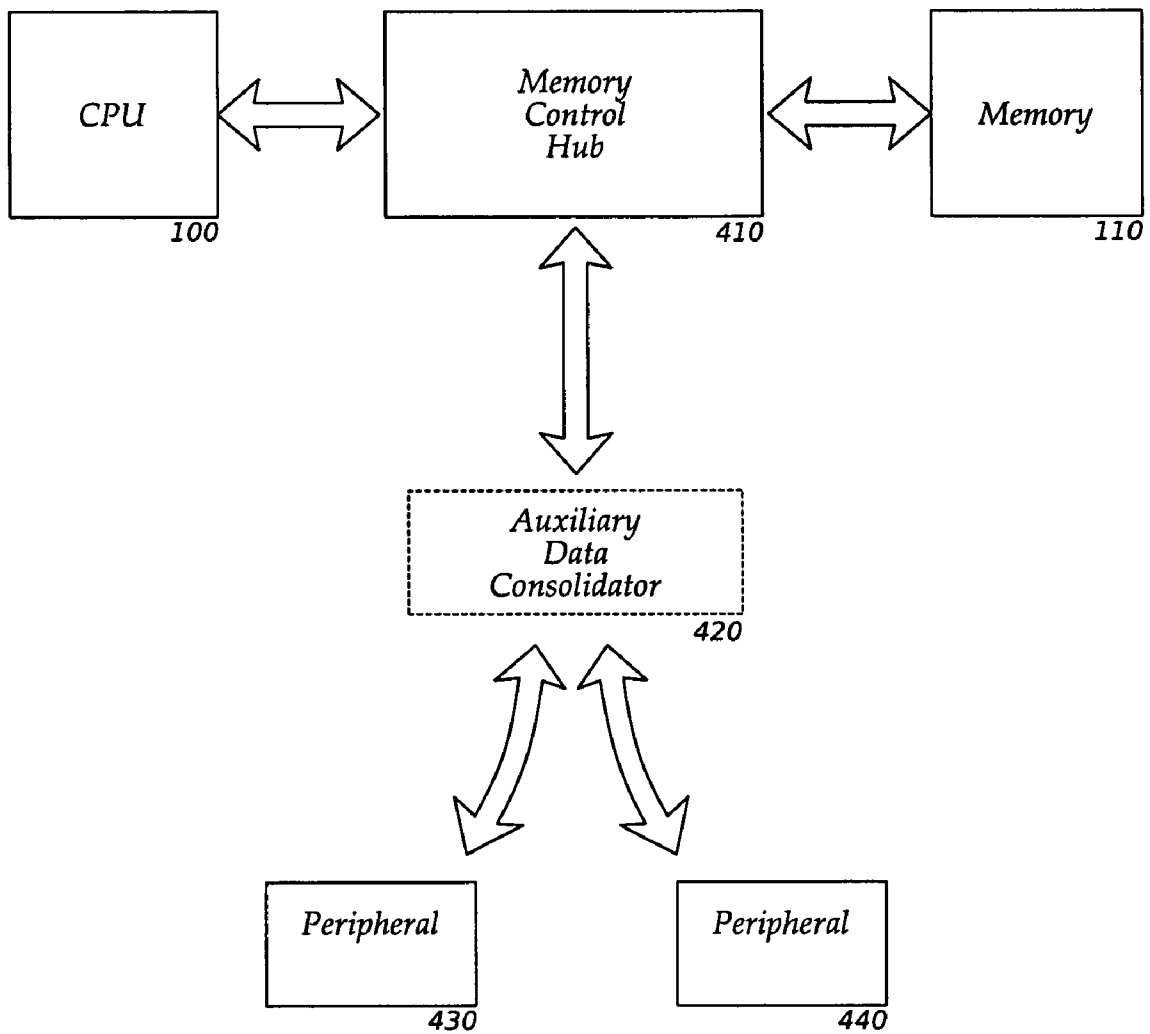 CPU
100
Memory
Control
Hub
410
Memory
110
Auxiliary
Data
Consolidator
420
Peripheral
430
Peripheral
440